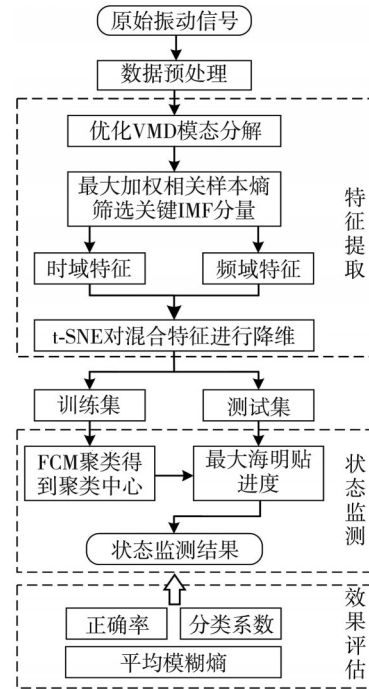 原始振动信号
数据预处理
优化VMD模态分解
最大加权相关样本熵
筛选关键IMF分量
时域特征
频域特征
t-SNE对混合特征进行降维
特征提取
训练集
测试集
FCM聚类得
到聚类中心
最大海明贴
进度
状态监测结果
状态监测
正确率
分类系数
平均模糊熵
效果评估